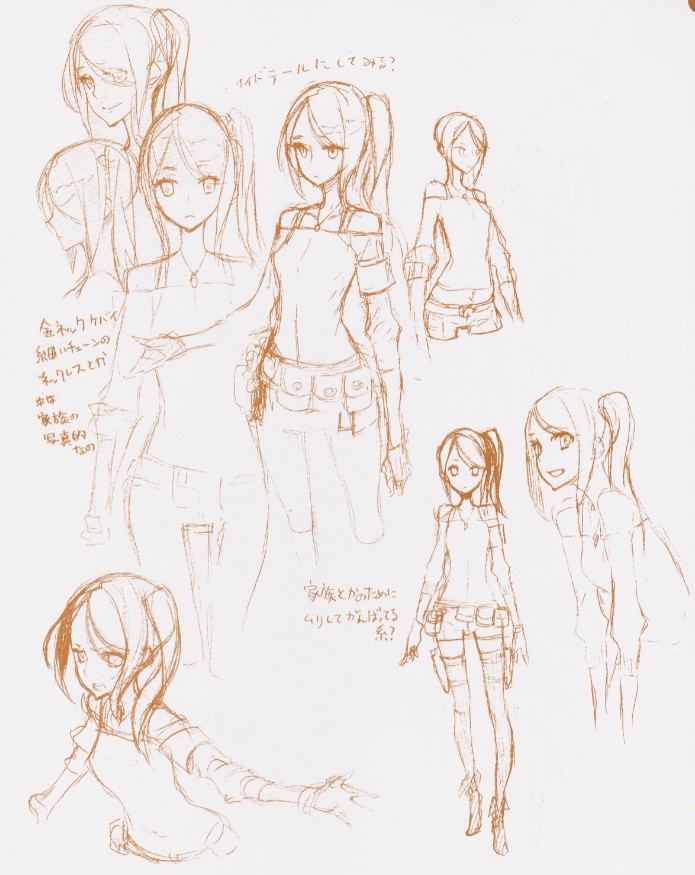 サイドテールにしてみる?
金ネックケバイ
細いチェーンの
ネックレスとか
中は
家族の
写真的
なの
家族とかのために
ムリしてがんばってる
系?